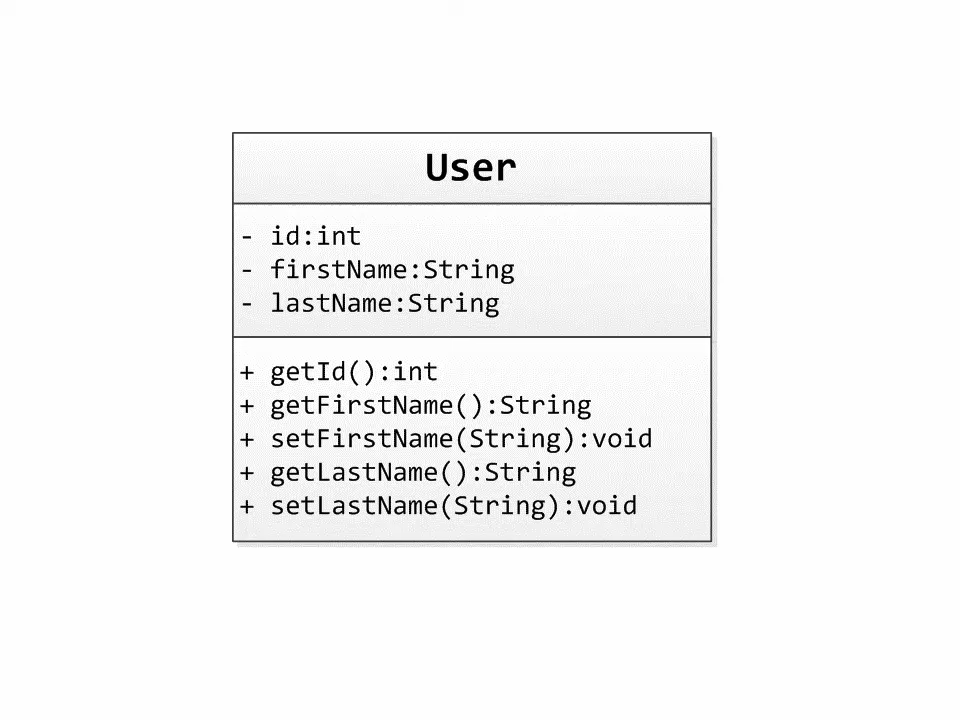 User
- id:int
- firstName:String
- lastName:String
+ getId():int
+ getFirstName():String
+ setFirstName(String):void
+ getLastName():String
+ setLastName(String):void